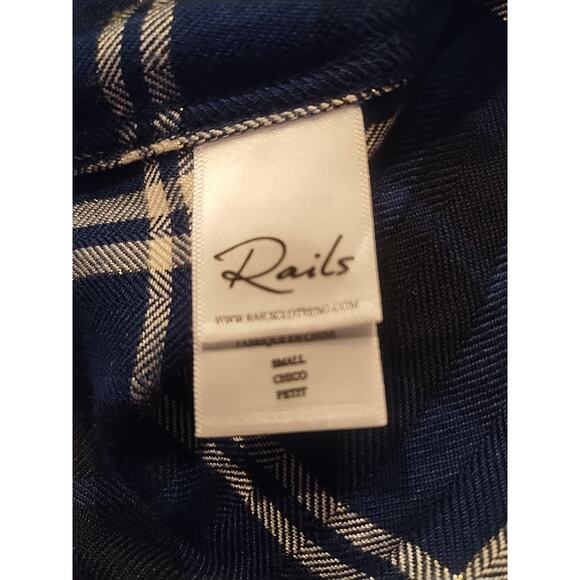 Rails
WWW.RAILSCLOTHING.COM
FABRIQUE EN CHINE
SMALL
CHICO
PETIT